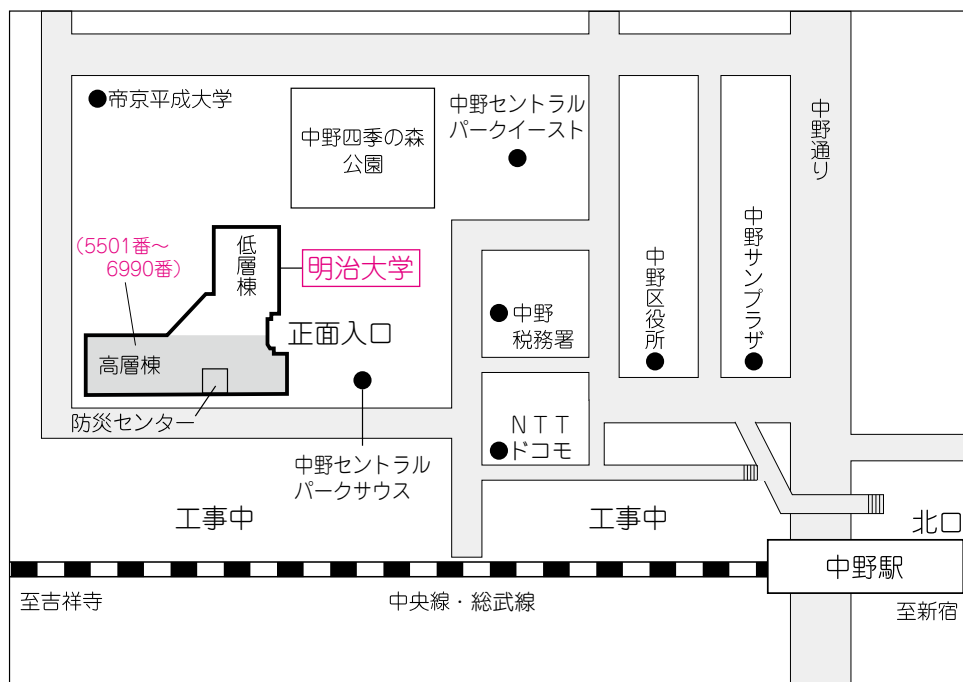 帝京平成大学
中野四季の森
公園
中野セントラル
パークイースト
中野通り
(5501番～
6990番)
低層棟
明治大学
中野区役所
中野サンプラザ
中野
税務署
正面入口
高層棟
防災センター
NTT
ドコモ
中野セントラル
パークサウス
工事中
工事中
北口
中野駅
至吉祥寺
中央線・総武線
至新宿